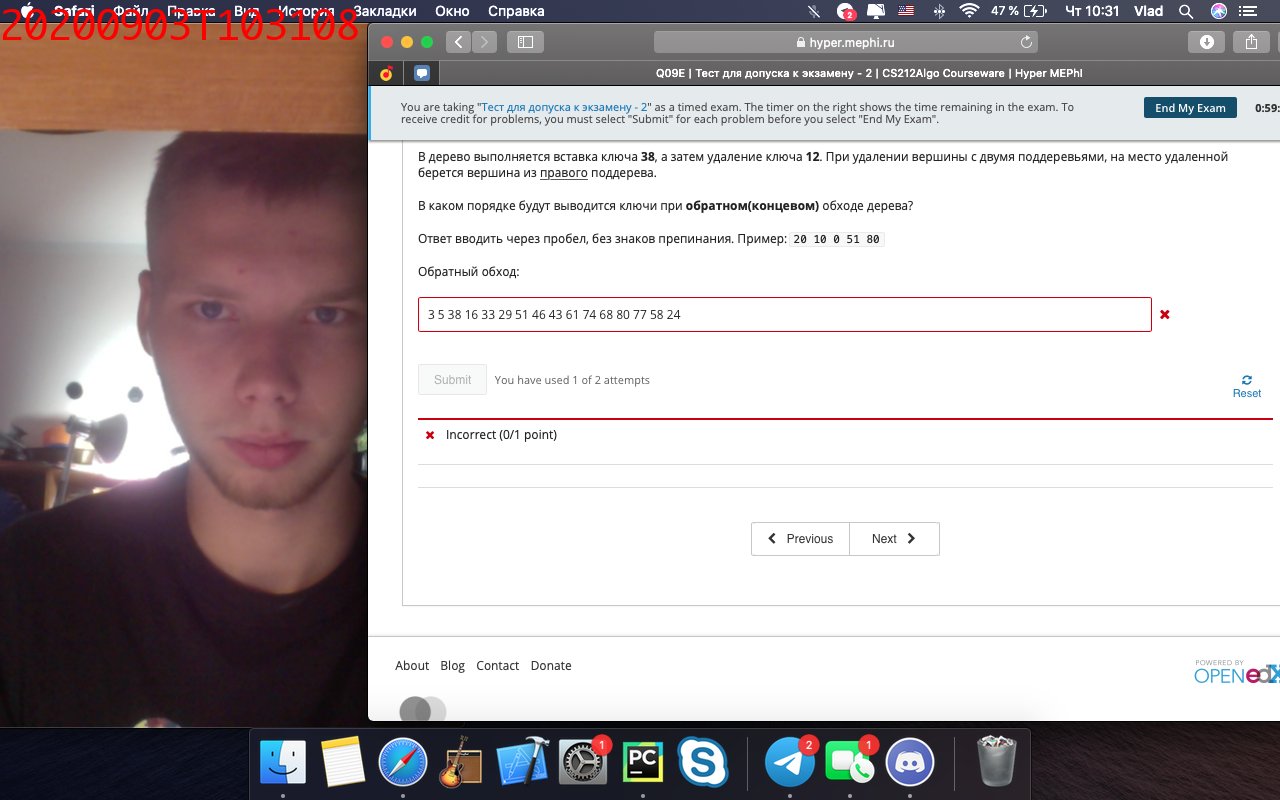 Safari Файл Правка Вид История Закладки Окно Справка
2 47 % Чт 10:31 Vlad
20200903T103108
hyper.mephi.ru
Q09E | Тест для допуска к экзамену - 2 | CS212Algo Courseware | Hyper MEPhI
You are taking "Тест для допуска к экзамену - 2" as a timed exam. The timer on the right shows the time remaining in the exam. To
receive credit for problems, you must select "Submit" for each problem before you select "End My Exam".
End My Exam
0:59:
В дерево выполняется вставка ключа 38, а затем удаление ключа 12. При удалении вершины с двумя поддеревьями, на место удаленной
берется вершина из правого поддерева.
В каком порядке будут выводится ключи при обратном(концевом) обходе дерева?
Ответ вводить через пробел, без знаков препинания. Пример: 20 10 0 51 80
Обратный обход:
3 5 38 16 33 29 51 46 43 61 74 68 80 77 58 24
Submit You have used 1 of 2 attempts
Reset
Incorrect (0/1 point)
Previous Next
About Blog Contact Donate
POWERED BY
OPEN edX
1 PC 2 1